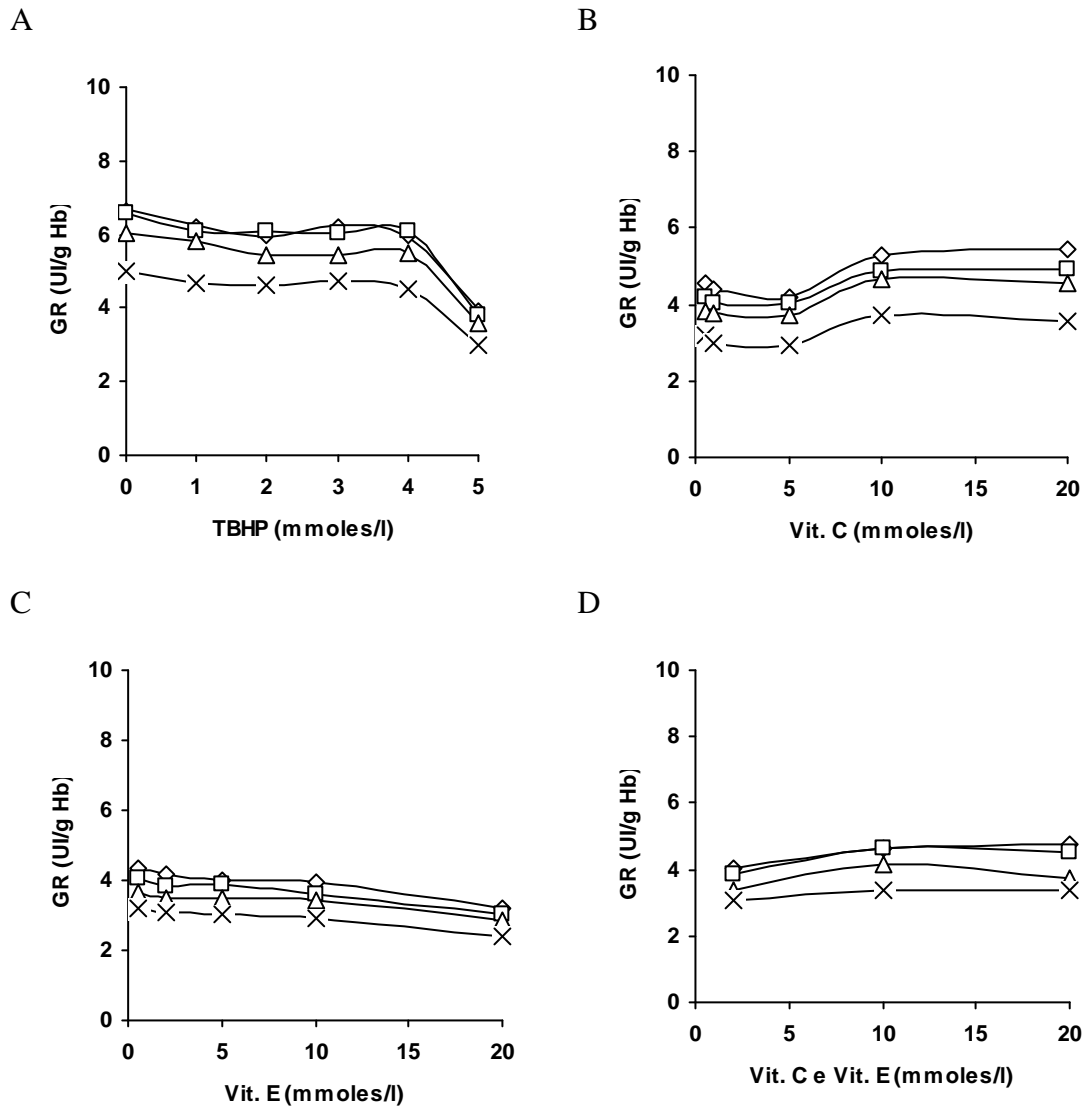 A
10
8
6
4
2
0
GR (UI/g Hb)
0 1 2 3 4 5
TBHP (mmoles/l)
B
10
8
6
4
2
0
GR (UI/g Hb)
0 5 10 15 20
Vit. C (mmoles/l)
C
10
8
6
4
2
0
GR (UI/g Hb)
0 5 10 15 20
Vit. E (mmoles/l)
D
10
8
6
4
2
0
GR (UI/g Hb)
0 5 10 15 20
Vit. C e Vit. E (mmoles/l)